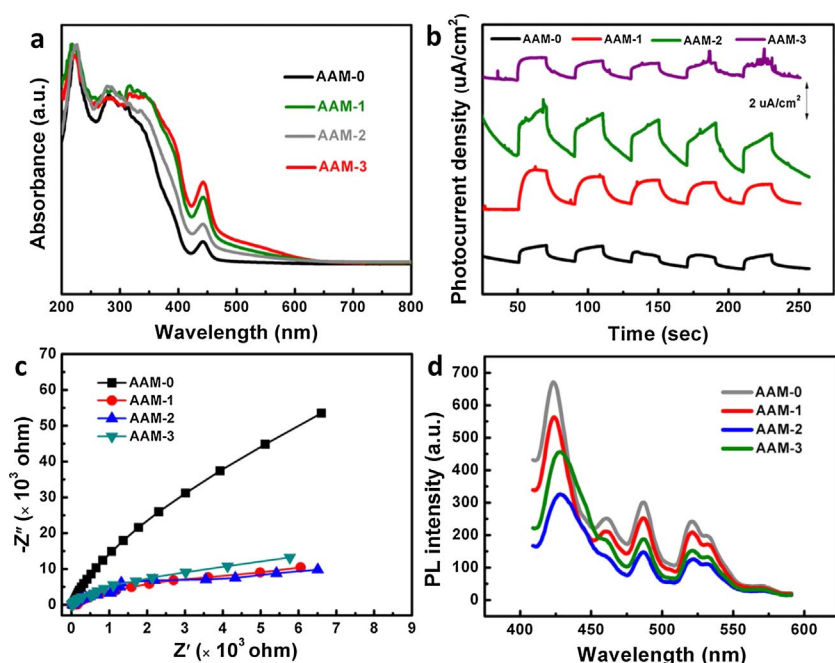 a
AAM-0
AAM-1
AAM-2
AAM-3
Absorbance (a.u.)
200 300 400 500 600 700 800
Wavelength (nm)
b
AAM-0 AAM-1 AAM-2 AAM-3
2 uA/cm²
Photocurrent density (uA/cm²)
50 100 150 200 250
Time (sec)
c
AAM-0
AAM-1
AAM-2
AAM-3
-Z″ (× 10³ ohm)
70
60
50
40
30
20
10
0
0 1 2 3 4 5 6 7 8 9
Z′ (× 10³ ohm)
d
AAM-0
AAM-1
AAM-2
AAM-3
PL intensity (a.u.)
700
600
500
400
300
200
100
0
400 450 500 550 600
Wavelength (nm)